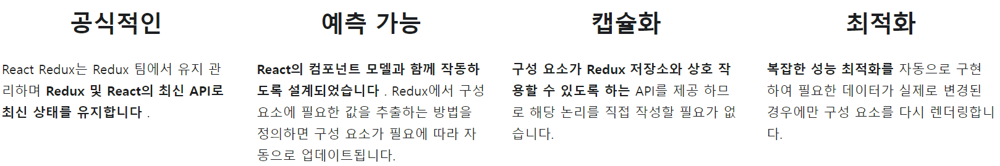 공식적인
React Redux는 Redux 팀에서 유지 관
리하며 Redux 및 React의 최신 API로
최신 상태를 유지합니다 .
예측 가능
React의 컴포넌트 모델과 함께 작동하
도록 설계되었습니다 . Redux에서 구성
요소에 필요한 값을 추출하는 방법을
정의하면 구성 요소가 필요에 따라 자
동으로 업데이트됩니다.
캡슐화
구성 요소가 Redux 저장소와 상호 작
용할 수 있도록 하는 API를 제공 하므
로 해당 논리를 직접 작성할 필요가 없
습니다.
최적화
복잡한 성능 최적화를 자동으로 구현
하여 필요한 데이터가 실제로 변경된
경우에만 구성 요소를 다시 렌더링합니
다.